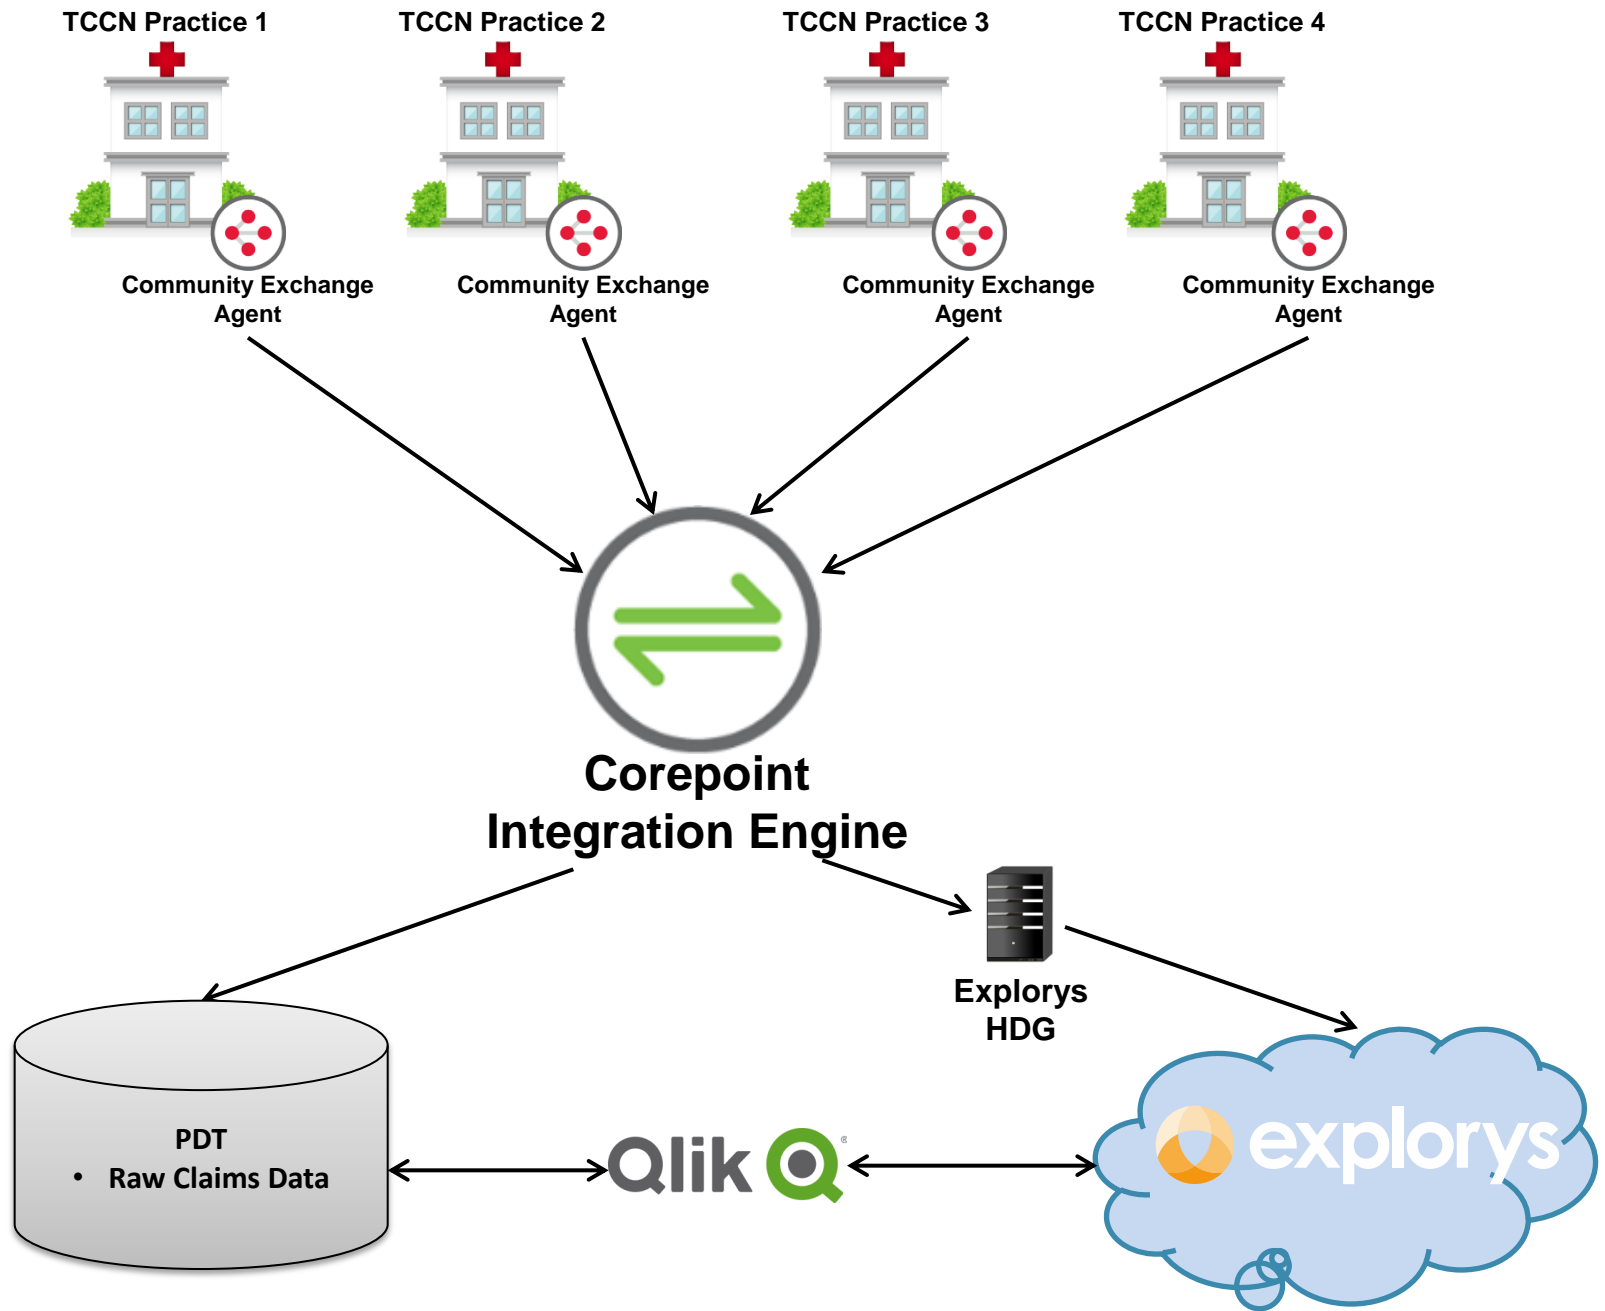 TCCN Practice 1
TCCN Practice 2
TCCN Practice 3
TCCN Practice 4
Community Exchange
Agent
Community Exchange
Agent
Community Exchange
Agent
Community Exchange
Agent
Corepoint
Integration Engine
Explorys
HDG
PDT
• Raw Claims Data
Qlik ®
explorys